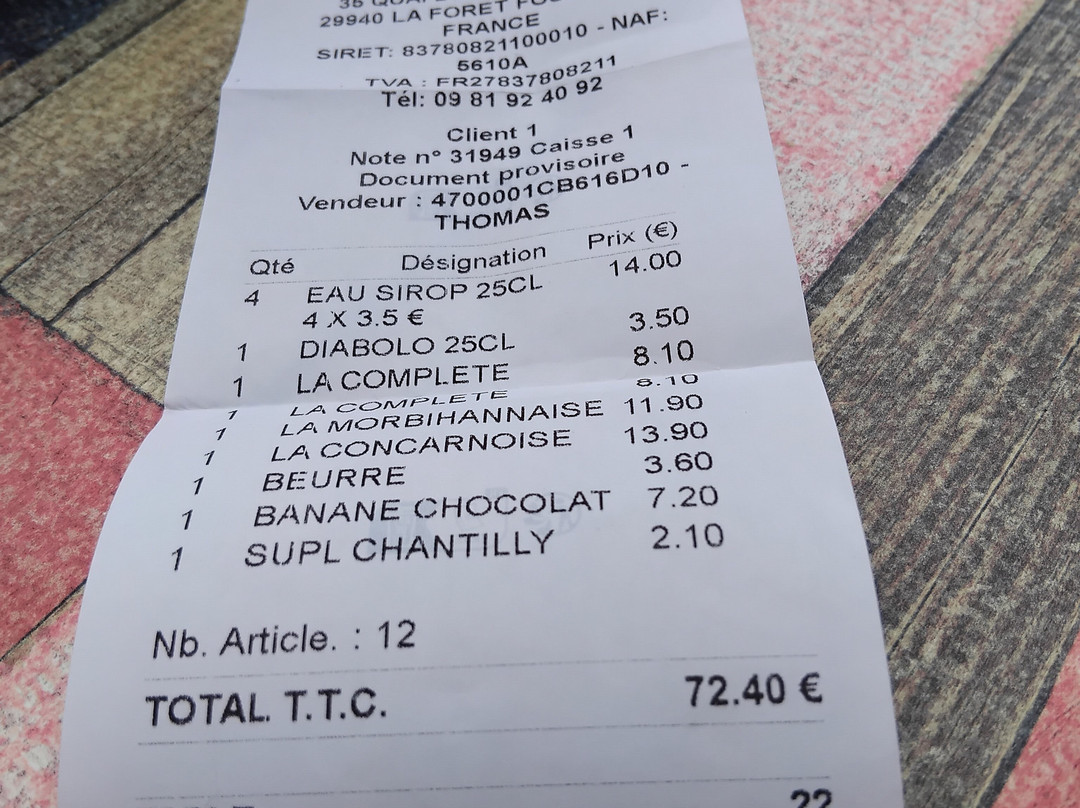 35
29940 LA FORET
FRANCE
SIRET: 83780821100010 - NAF:
5610A
TVA : FR27837808211
Tél: 09 81 92 40 92
Client 1
Note n° 31949 Caisse 1
Document provisoire
Vendeur : 4700001CB616D10 -
THOMAS
Qté Désignation Prix (€)
4 EAU SIROP 25CL 14.00
4 X 3.5 €
1 DIABOLO 25CL 3.50
1 LA COMPLETE 8.10
1 LA COMPLETE 8.10
1 LA MORBIHANNAISE 11.90
1 LA CONCARNOISE 13.90
1 BEURRE 3.60
1 BANANE CHOCOLAT 7.20
1 SUPL CHANTILLY 2.10
Nb. Article. : 12
TOTAL T.T.C. 72.40 €
22